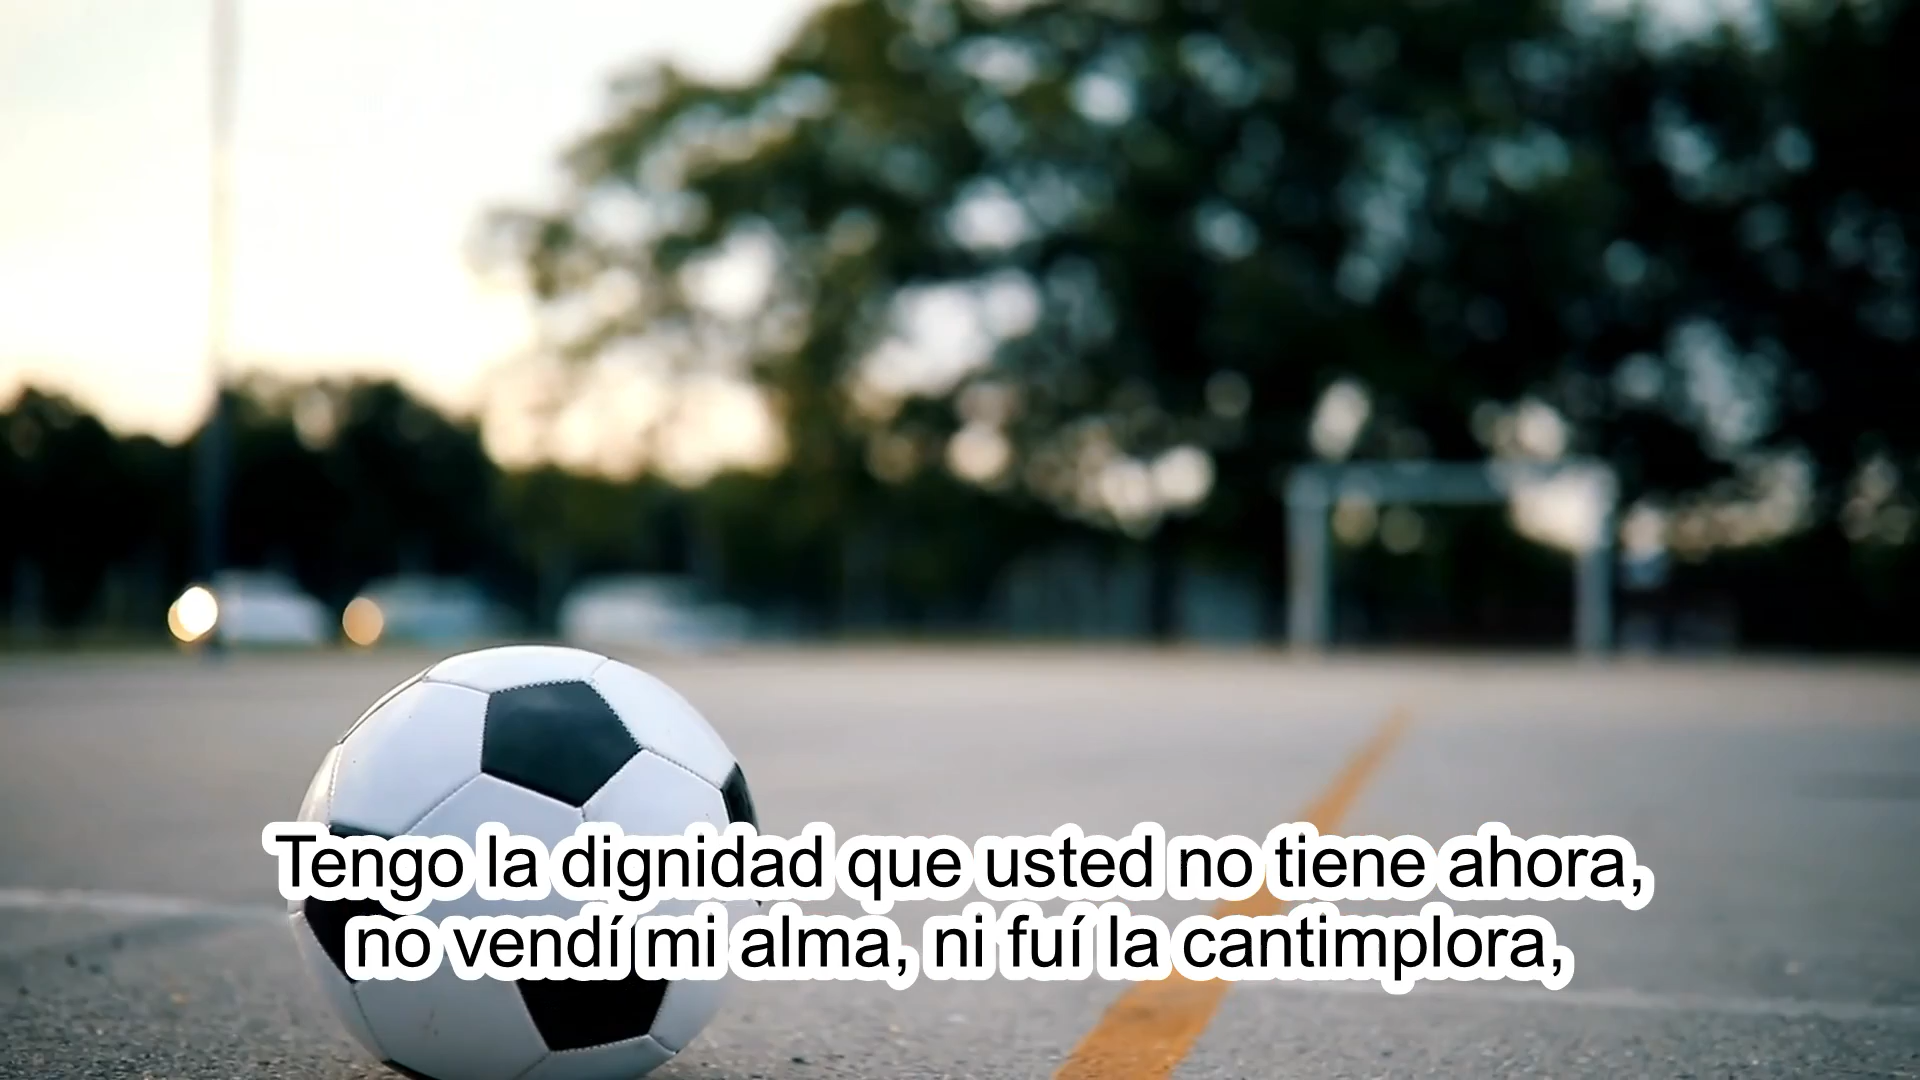 Tengo la dignidad que usted no tiene ahora,
no vendí mi alma, ni fuí la cantimplora,